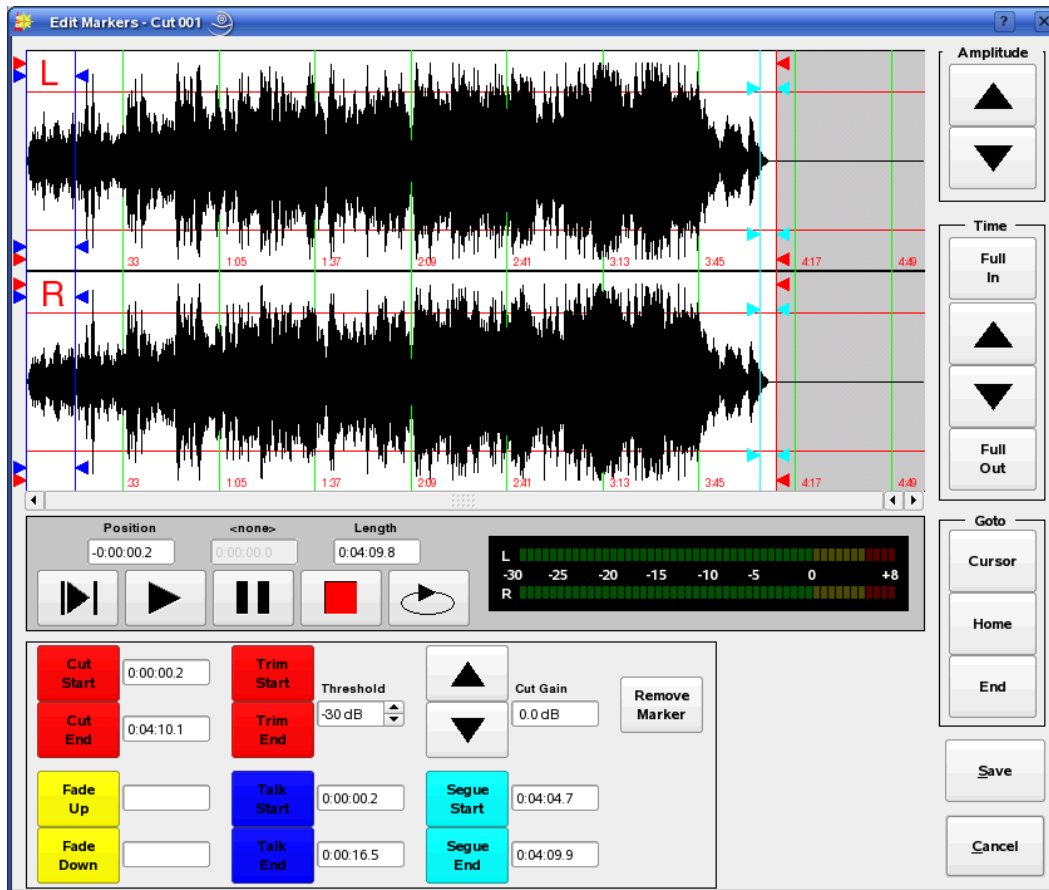 Edit Markers - Cut 001
?
X
L
:33 1:05 1:37 2:09 2:41 3:13 3:45 4:17 4:49
R
:33 1:05 1:37 2:09 2:41 3:13 3:45 4:17 4:49
Amplitude
Time
Full In
Full Out
Goto
Cursor
Home
End
Position <none> Length
-0:00:00.2 0:00:00.0 0:04:09.8
L
-30 -25 -20 -15 -10 -5 0 +8
R
Cut Start
0:00:00.2
Cut End
0:04:10.1
Trim Start
Trim End
Threshold
-30 dB
Cut Gain
0.0 dB
Remove Marker
Fade Up
Fade Down
Talk Start
0:00:00.2
Talk End
0:00:16.5
Segue Start
0:04:04.7
Segue End
0:04:09.9
Save
Cancel